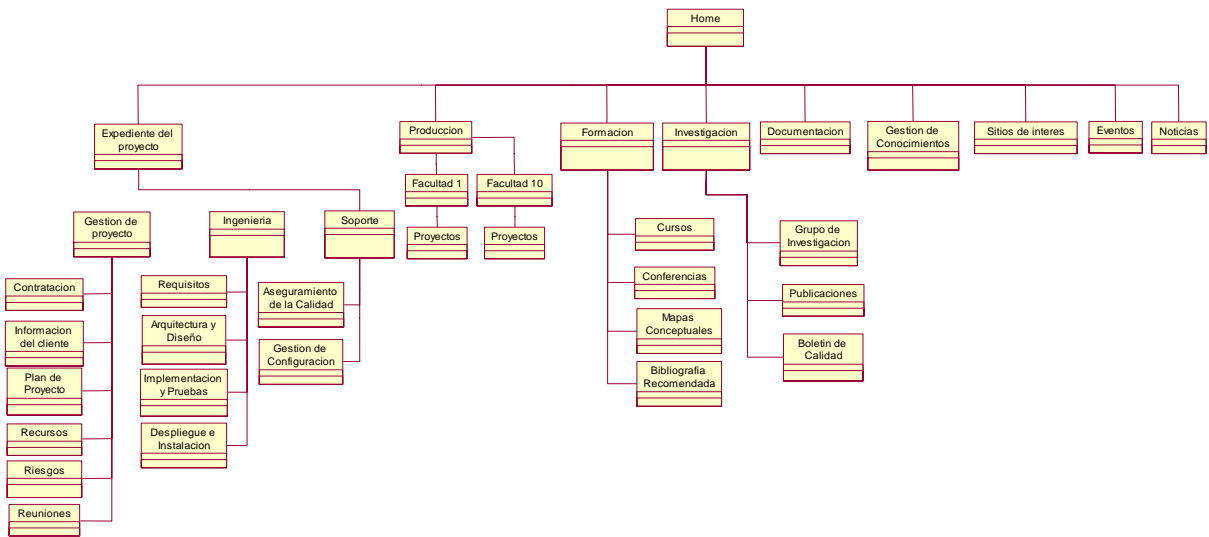 Home
Expediente del
proyecto
Produccion
Formacion
Investigacion
Documentacion
Gestion de
Conocimientos
Sitios de interes
Eventos
Noticias
Facultad 1
Facultad 10
Proyectos
Proyectos
Gestion de
proyecto
Ingenieria
Soporte
Contratacion
Informacion
del cliente
Plan de
Proyecto
Recursos
Riesgos
Reuniones
Requisitos
Arquitectura y
Diseño
Implementacion
y Pruebas
Despliegue e
Instalacion
Aseguramiento
de la Calidad
Gestion de
Configuracion
Cursos
Conferencias
Mapas
Conceptuales
Bibliografia
Recomendada
Grupo de
Investigacion
Publicaciones
Boletin de
Calidad